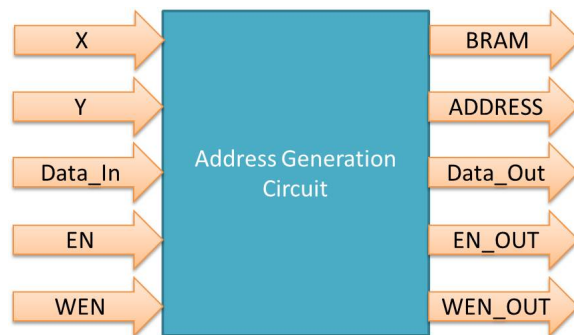 X
BRAM
Y
ADDRESS
Data_In
Address Generation
Circuit
Data_Out
EN
EN_OUT
WEN
WEN_OUT